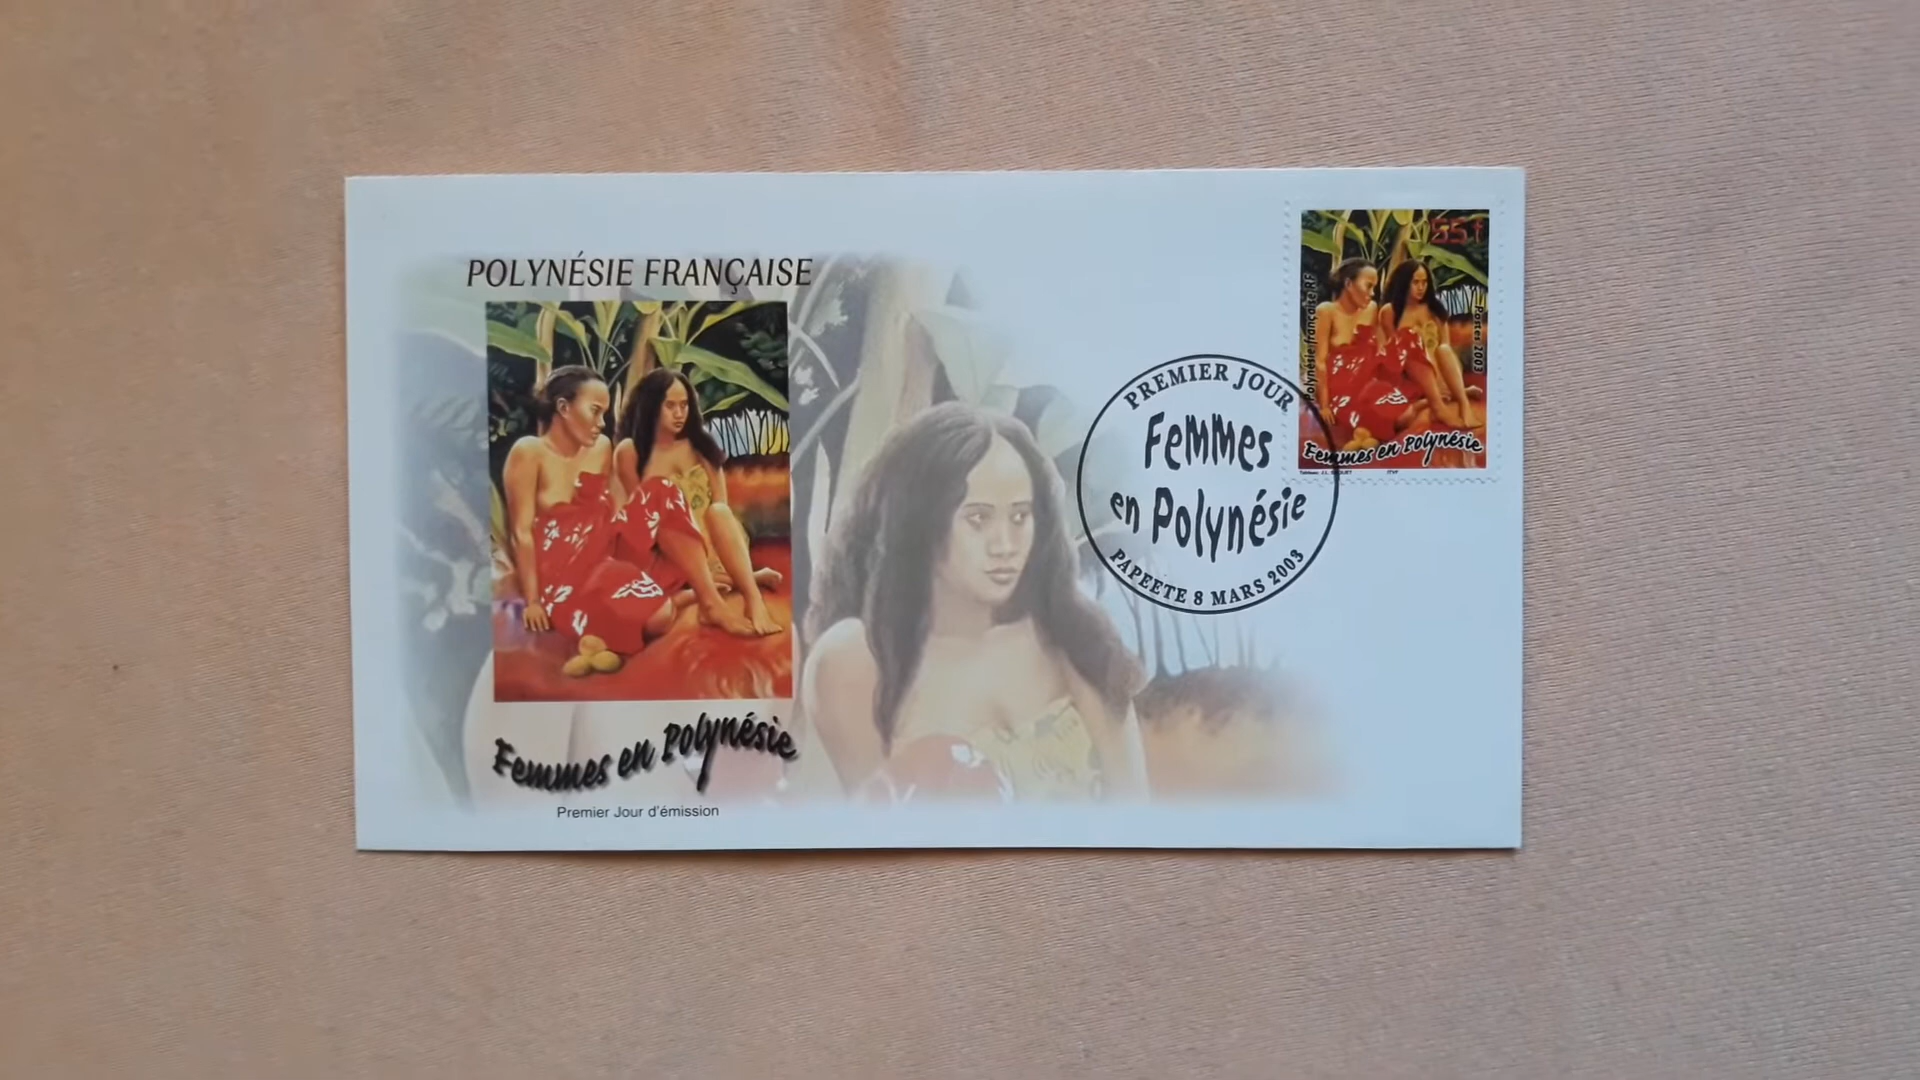 POLYNÉSIE FRANÇAISE
Femmes en Polynésie
Premier Jour d'émission
PREMIER JOUR
Femmes
en Polynésie
PAPEETE 8 MARS 2003
55 f
Polynésie française RF
Postes 2003
Femmes en Polynésie